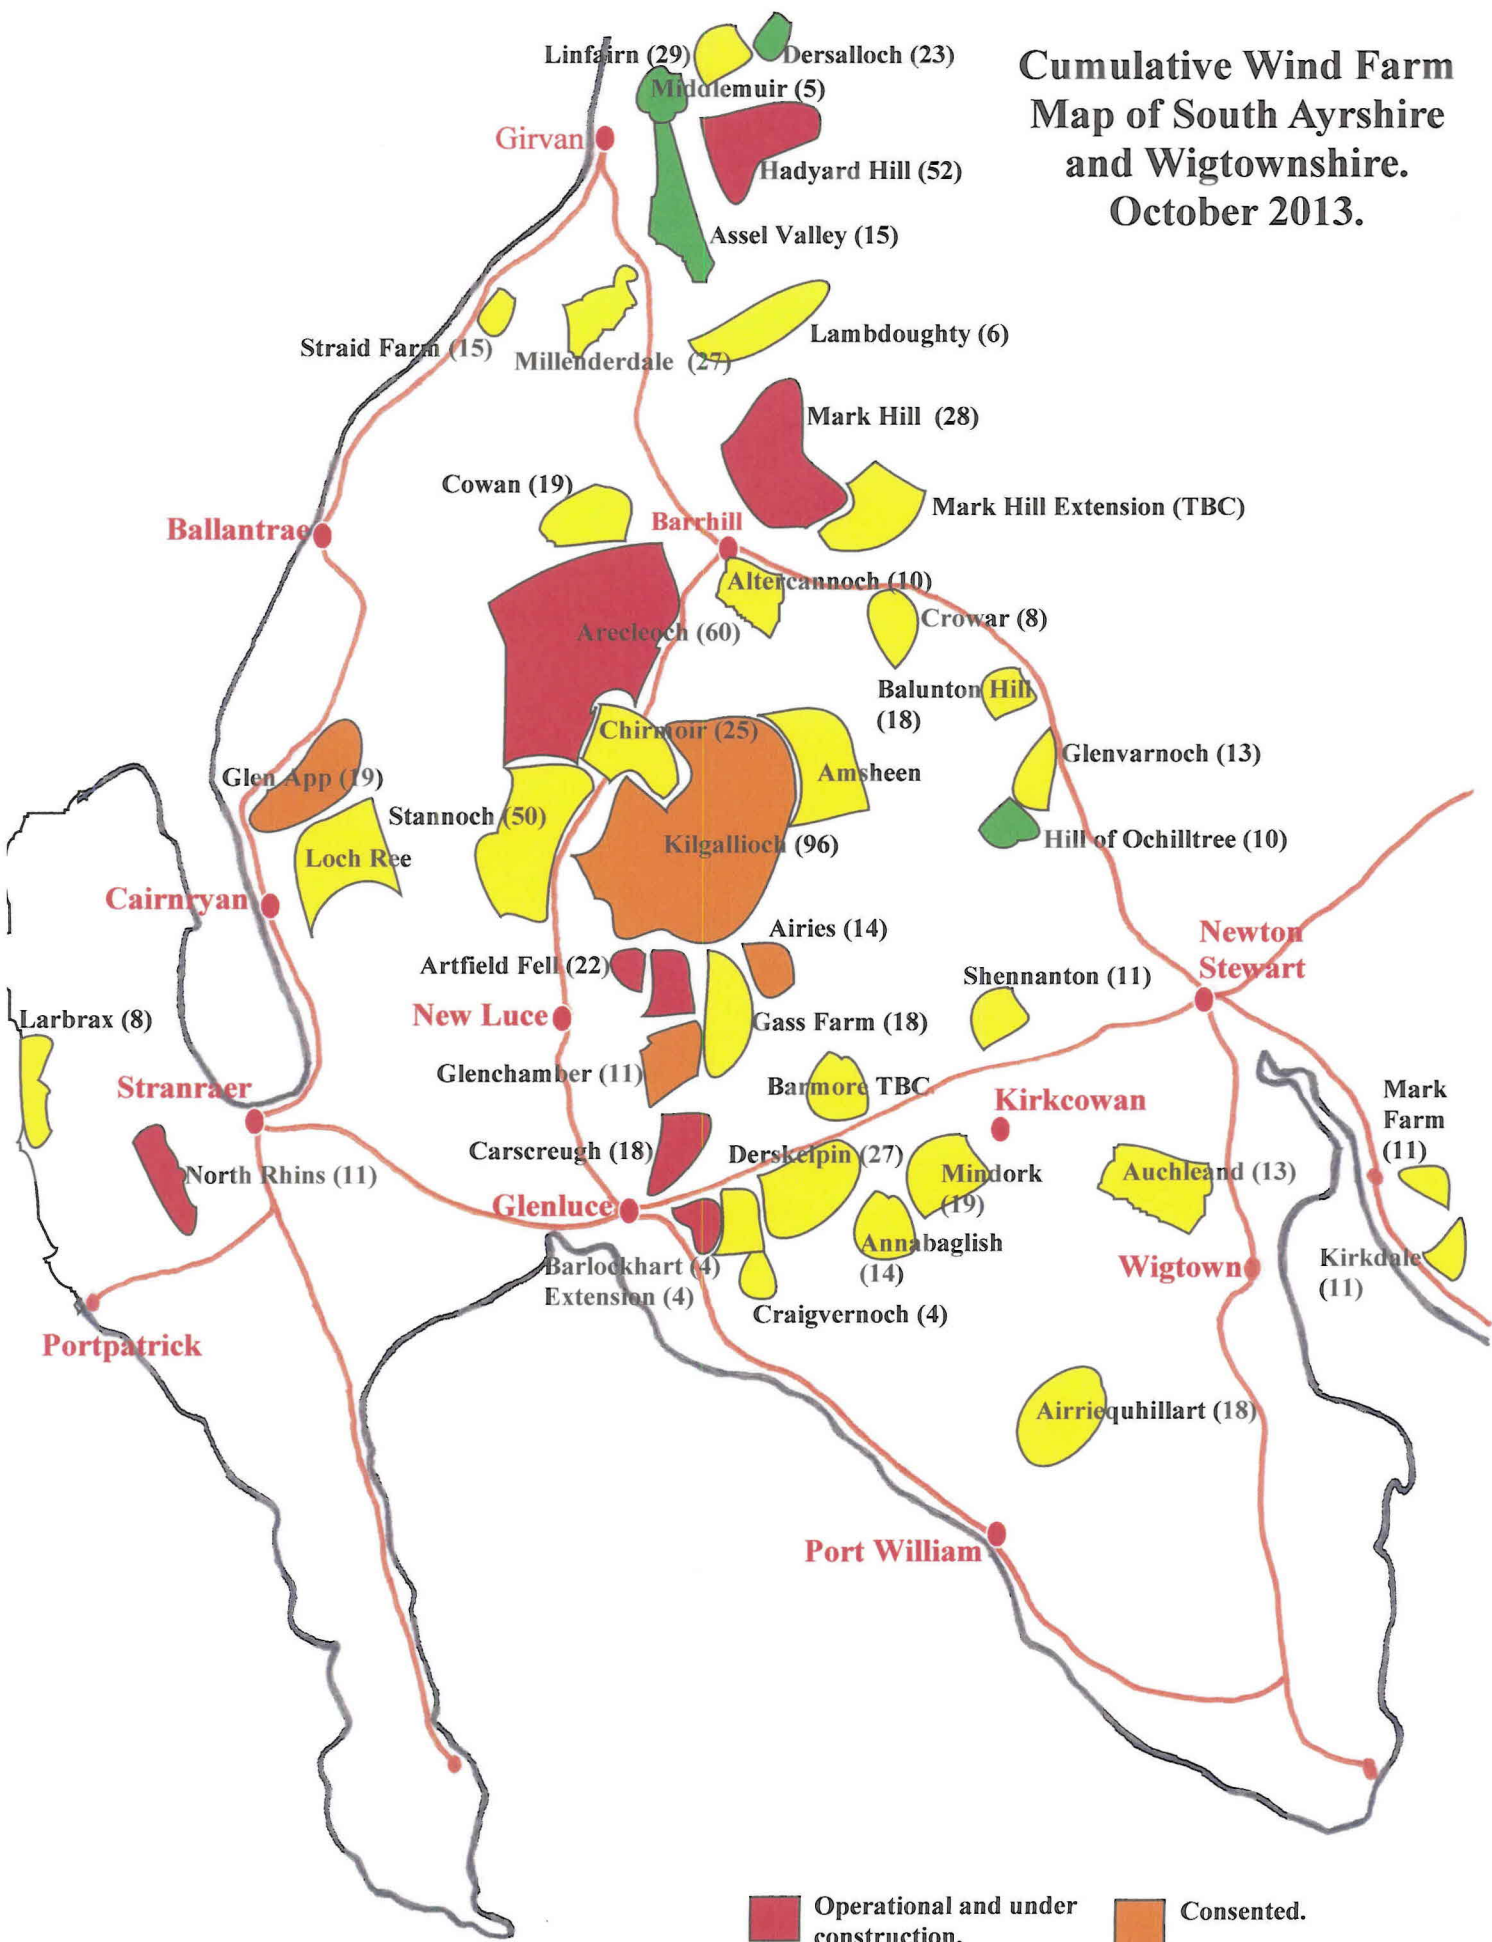 Cumulative Wind Farm
Map of South Ayrshire
and Wigtownshire.
October 2013.
Linfairn (29)
Dersalloch (23)
Middlemuir (5)
Girvan
Hadyard Hill (52)
Assel Valley (15)
Straid Farm (15)
Millenderdale (27)
Lambdoughty (6)
Mark Hill (28)
Cowan (19)
Mark Hill Extension (TBC)
Ballantrae
Barrhill
Altercannoch (10)
Arecleoch (60)
Crowar (8)
Balunton Hill
(18)
Chirmoir (25)
Glenvarnoch (13)
Glen App (19)
Amsheen
Stannoch (50)
Hill of Ochilltree (10)
Kilgallioch (96)
Loch Ree
Cairnryan
Airies (14)
Newton
Stewart
Artfield Fell (22)
Shennanton (11)
New Luce
Larbrax (8)
Gass Farm (18)
Glenchamber (11)
Stranraer
Barmore TBC
Kirkcowan
Mark
Farm
(11)
Carscreugh (18)
Derskelpin (27)
North Rhins (11)
Mindork
(19)
Auchleand (13)
Glenluce
Annabaglish
(14)
Barlockhart (4)
Extension (4)
Wigtown
Kirkdale
(11)
Craigvernoch (4)
Portpatrick
Airriequhillart (18)
Port William
Operational and under
construction.
Consented.